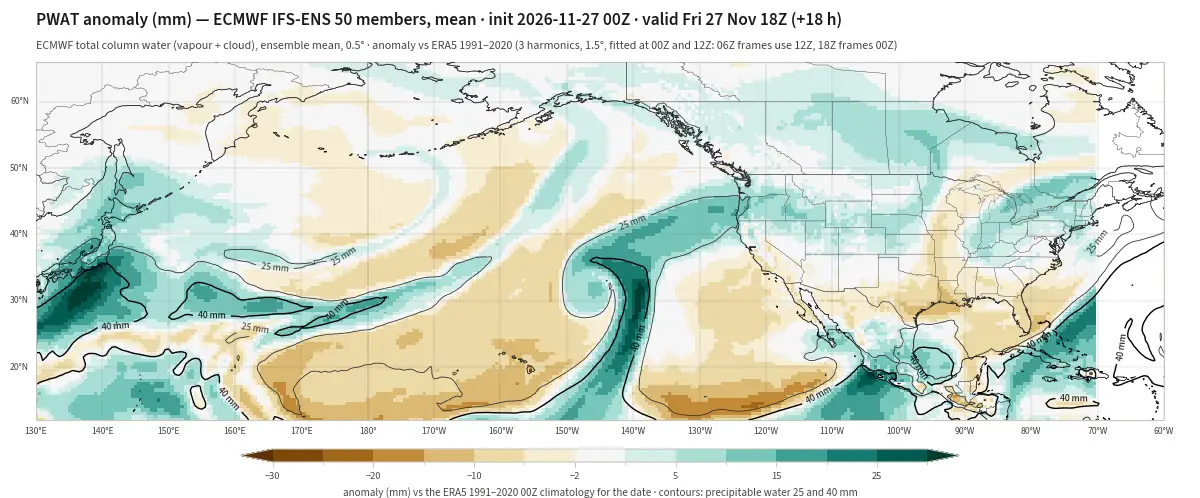 PWAT anomaly (mm) — ECMWF IFS-ENS 50 members, mean · init 2026-11-27 00Z · valid Fri 27 Nov 18Z (+18 h)
ECMWF total column water (vapour + cloud), ensemble mean, 0.5° · anomaly vs ERA5 1991–2020 (3 harmonics, 1.5°, fitted at 00Z and 12Z: 06Z frames use 12Z, 18Z frames 00Z)
60°N
50°N
40°N
30°N
20°N
25 mm
25 mm
25 mm
25 mm
25 mm
40 mm
40 mm
40 mm
40 mm
40 mm
40 mm
40 mm
40 mm
40 mm
40 mm
130°E 140°E 150°E 160°E 170°E 180° 170°W 160°W 150°W 140°W 130°W 120°W 110°W 100°W 90°W 80°W 70°W 60°W
−30 −20 −10 −2 5 15 25
anomaly (mm) vs the ERA5 1991–2020 00Z climatology for the date · contours: precipitable water 25 and 40 mm